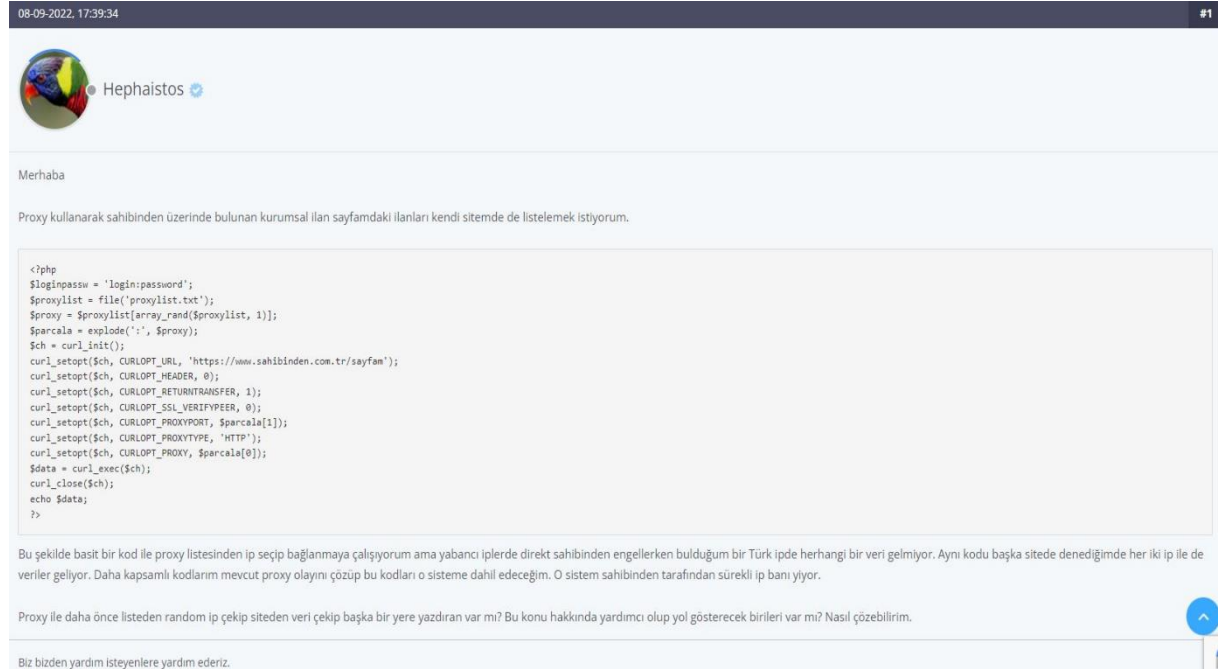 08-09-2022, 17:39:34 #1
Hephaistos
Merhaba
Proxy kullanarak sahibinden üzerinde bulunan kurumsal ilan sayfamdaki ilanları kendi sitemde de listelemek istiyorum.
<?php
$loginpassw = 'login:password';
$proxylist = file('proxylist.txt');
$proxy = $proxylist[array_rand($proxylist, 1)];
$parcala = explode(':', $proxy);
$ch = curl_init();
curl_setopt($ch, CURLOPT_URL, 'https://www.sahibinden.com.tr/sayfam');
curl_setopt($ch, CURLOPT_HEADER, 0);
curl_setopt($ch, CURLOPT_RETURNTRANSFER, 1);
curl_setopt($ch, CURLOPT_SSL_VERIFYPEER, 0);
curl_setopt($ch, CURLOPT_PROXYPORT, $parcala[1]);
curl_setopt($ch, CURLOPT_PROXYTYPE, 'HTTP');
curl_setopt($ch, CURLOPT_PROXY, $parcala[0]);
$data = curl_exec($ch);
curl_close($ch);
echo $data;
?>
Bu şekilde basit bir kod ile proxy listesinden ip seçip bağlanmaya çalışıyorum ama yabancı iplerde direkt sahibinden engellerken bulduğum bir Türk ipde herhangi bir veri gelmiyor. Aynı kodu başka sitede denediğimde her iki ip ile de
veriler geliyor. Daha kapsamlı kodlarım mevcut proxy olayını çözüp bu kodları o sisteme dahil edeceğim. O sistem sahibinden tarafından sürekli ip banı yiyor.
Proxy ile daha önce listeden random ip çekip siteden veri çekip başka bir yere yazdıran var mı? Bu konu hakkında yardımcı olup yol gösterecek birileri var mı? Nasıl çözebilirim.
Biz bizden yardım isteyenlere yardım ederiz.